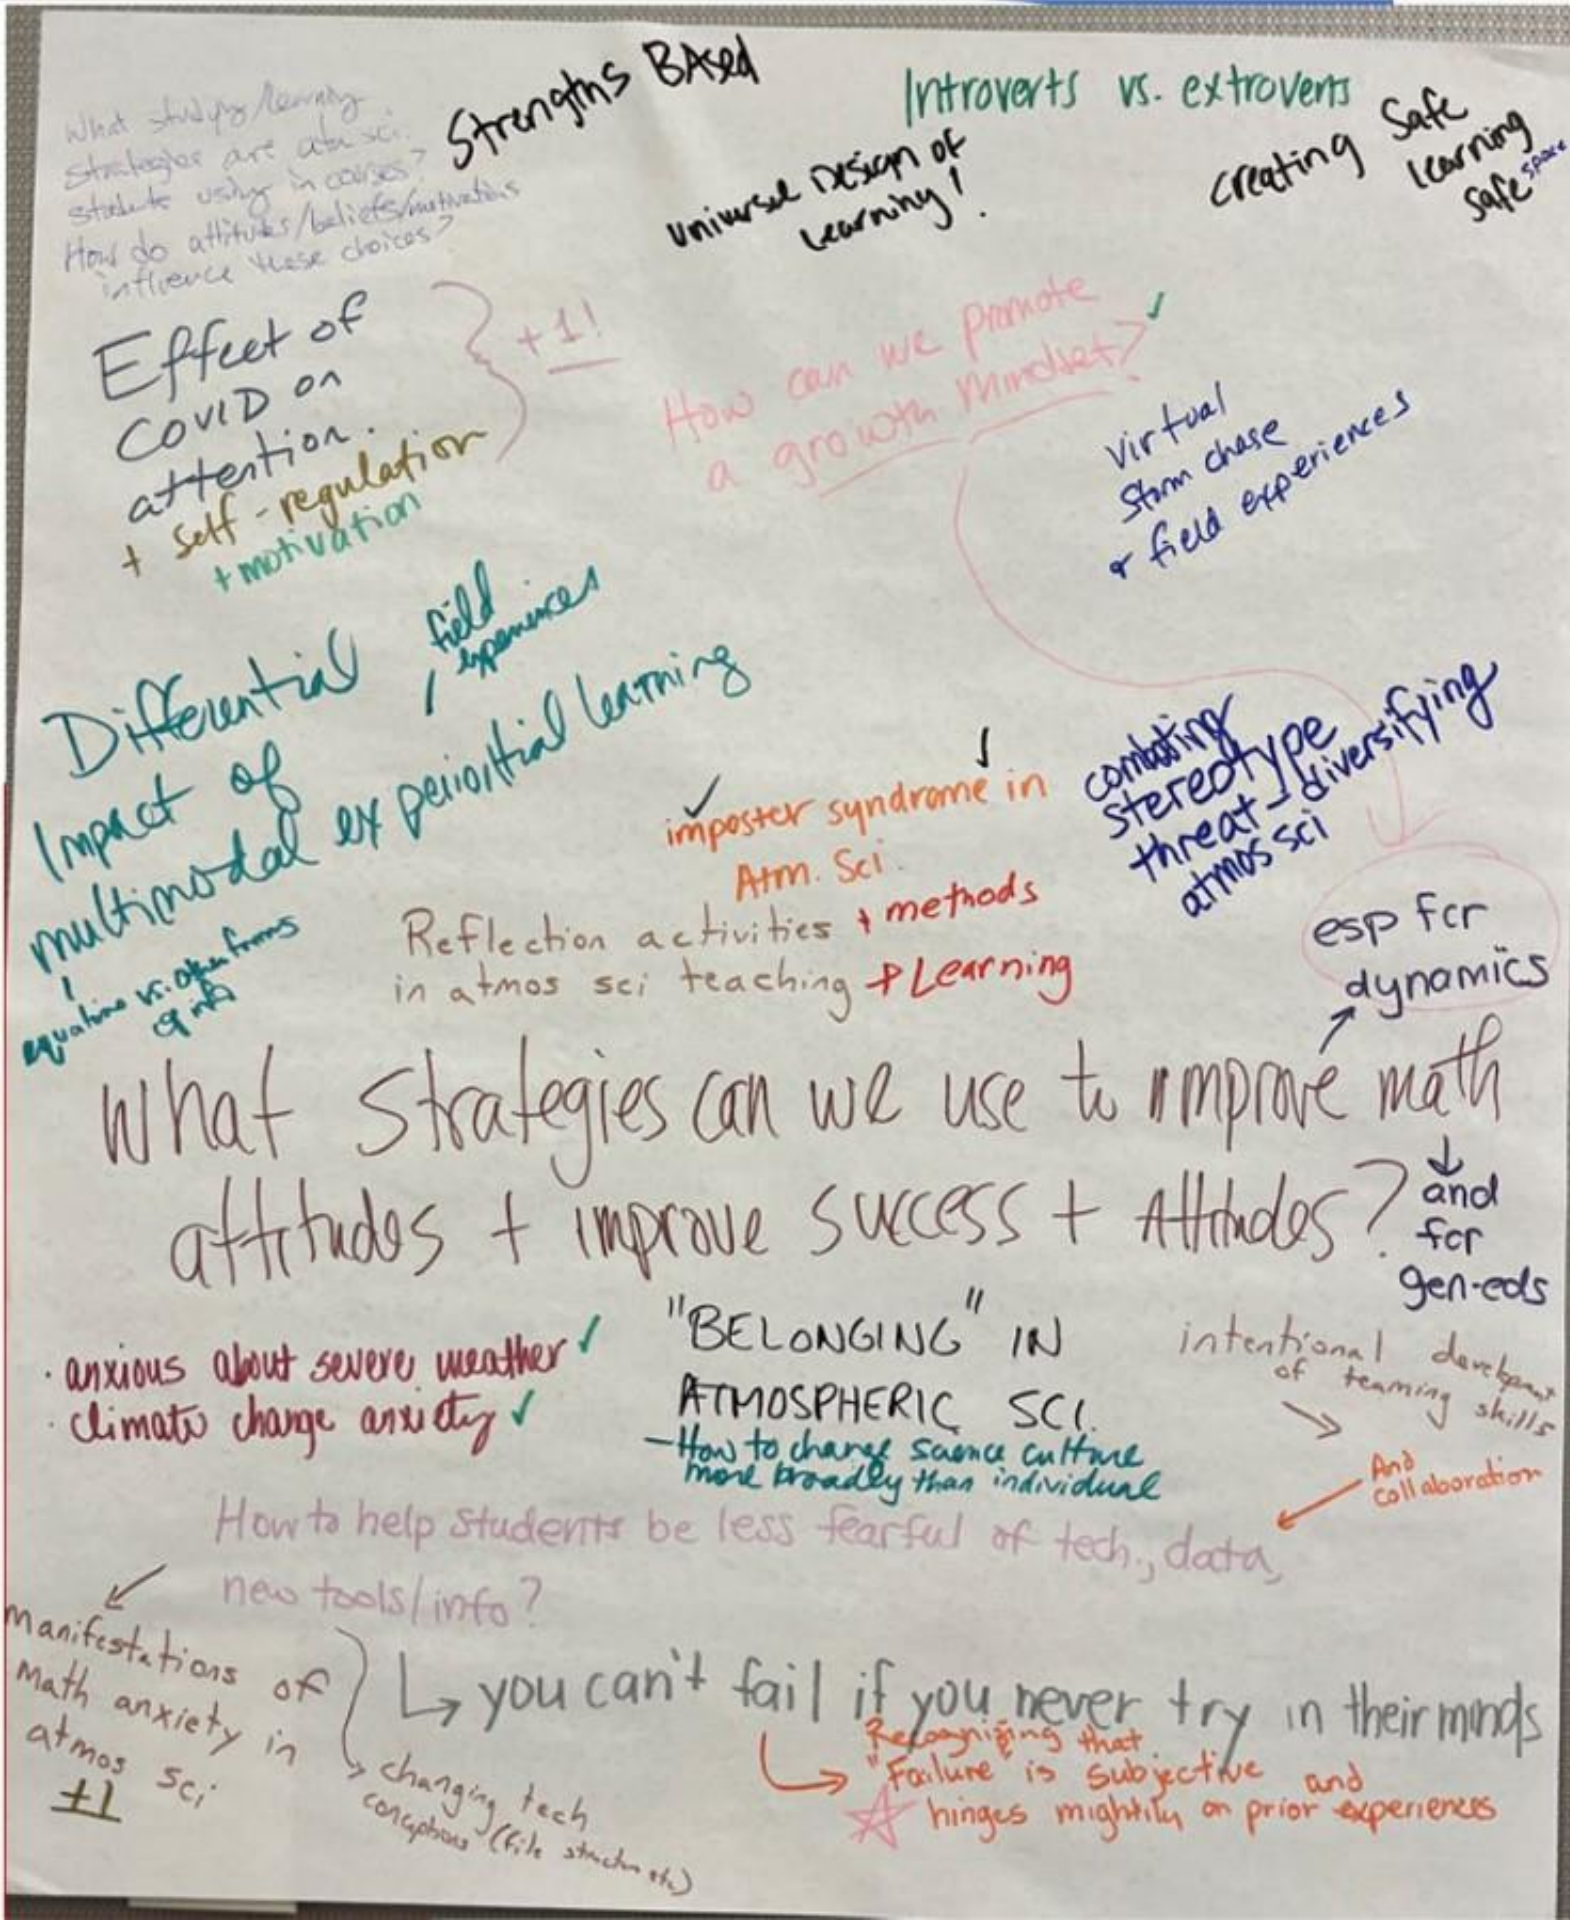 What studying/learning
strategies are atm sci.
students using in courses?
How do attitudes/beliefs/motivations
influence these choices?
Strengths BAsed
Introverts vs. extroverts
universal Design of
Learning!
creating Safe
learning
safe space
Effect of
COVID on
attention.
+ self-regulation
+ motivation
+1!
How can we promote
a growth mindset?
virtual
Storm chase
& field experiences
Differential
Impact of
multimodal experiential learning
field
experiences
equations vs. other forms
of info
imposter syndrome in
Atm. Sci.
combating
stereotype
threat - diversifying
atmos sci
Reflection activities + methods
in atmos sci teaching + Learning
esp for
dynamics
What Strategies can we use to improve math
attitudes + improve success + Attitudes?
and
for
gen-eds
· anxious about severe weather
· climate change anxiety
"BELONGING" IN
ATMOSPHERIC SCI.
- How to change science culture
more broadly than individual
intentional development
of teaming skills
And
collaboration
How to help students be less fearful of tech., data,
new tools/info?
manifestations of
math anxiety in
atmos sci
+1
you can't fail if you never try in their minds
Recognizing that
"Failure" is subjective and
hinges mightily on prior experiences
changing tech
conceptions (file structure etc)